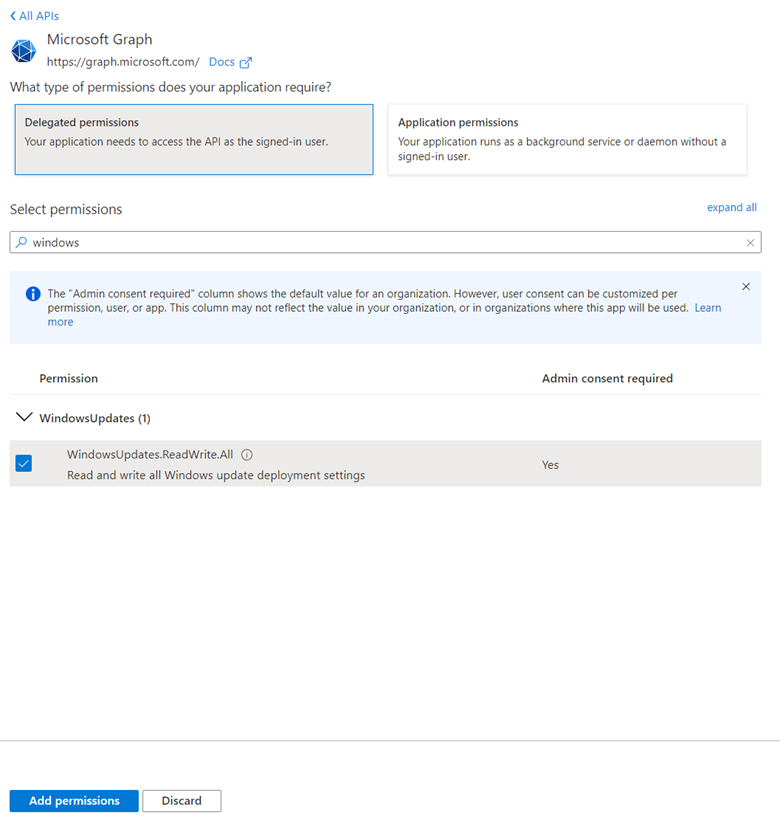 All APIs
Microsoft Graph
https://graph.microsoft.com/ Docs
What type of permissions does your application require?
Delegated permissions
Your application needs to access the API as the signed-in user.
Application permissions
Your application runs as a background service or daemon without a
signed-in user.
Select permissions
expand all
windows
The "Admin consent required" column shows the default value for an organization. However, user consent can be customized per
permission, user, or app. This column may not reflect the value in your organization, or in organizations where this app will be used. Learn
more
Permission Admin consent required
WindowsUpdates (1)
WindowsUpdates.ReadWrite.All
Read and write all Windows update deployment settings
Yes
Add permissions Discard